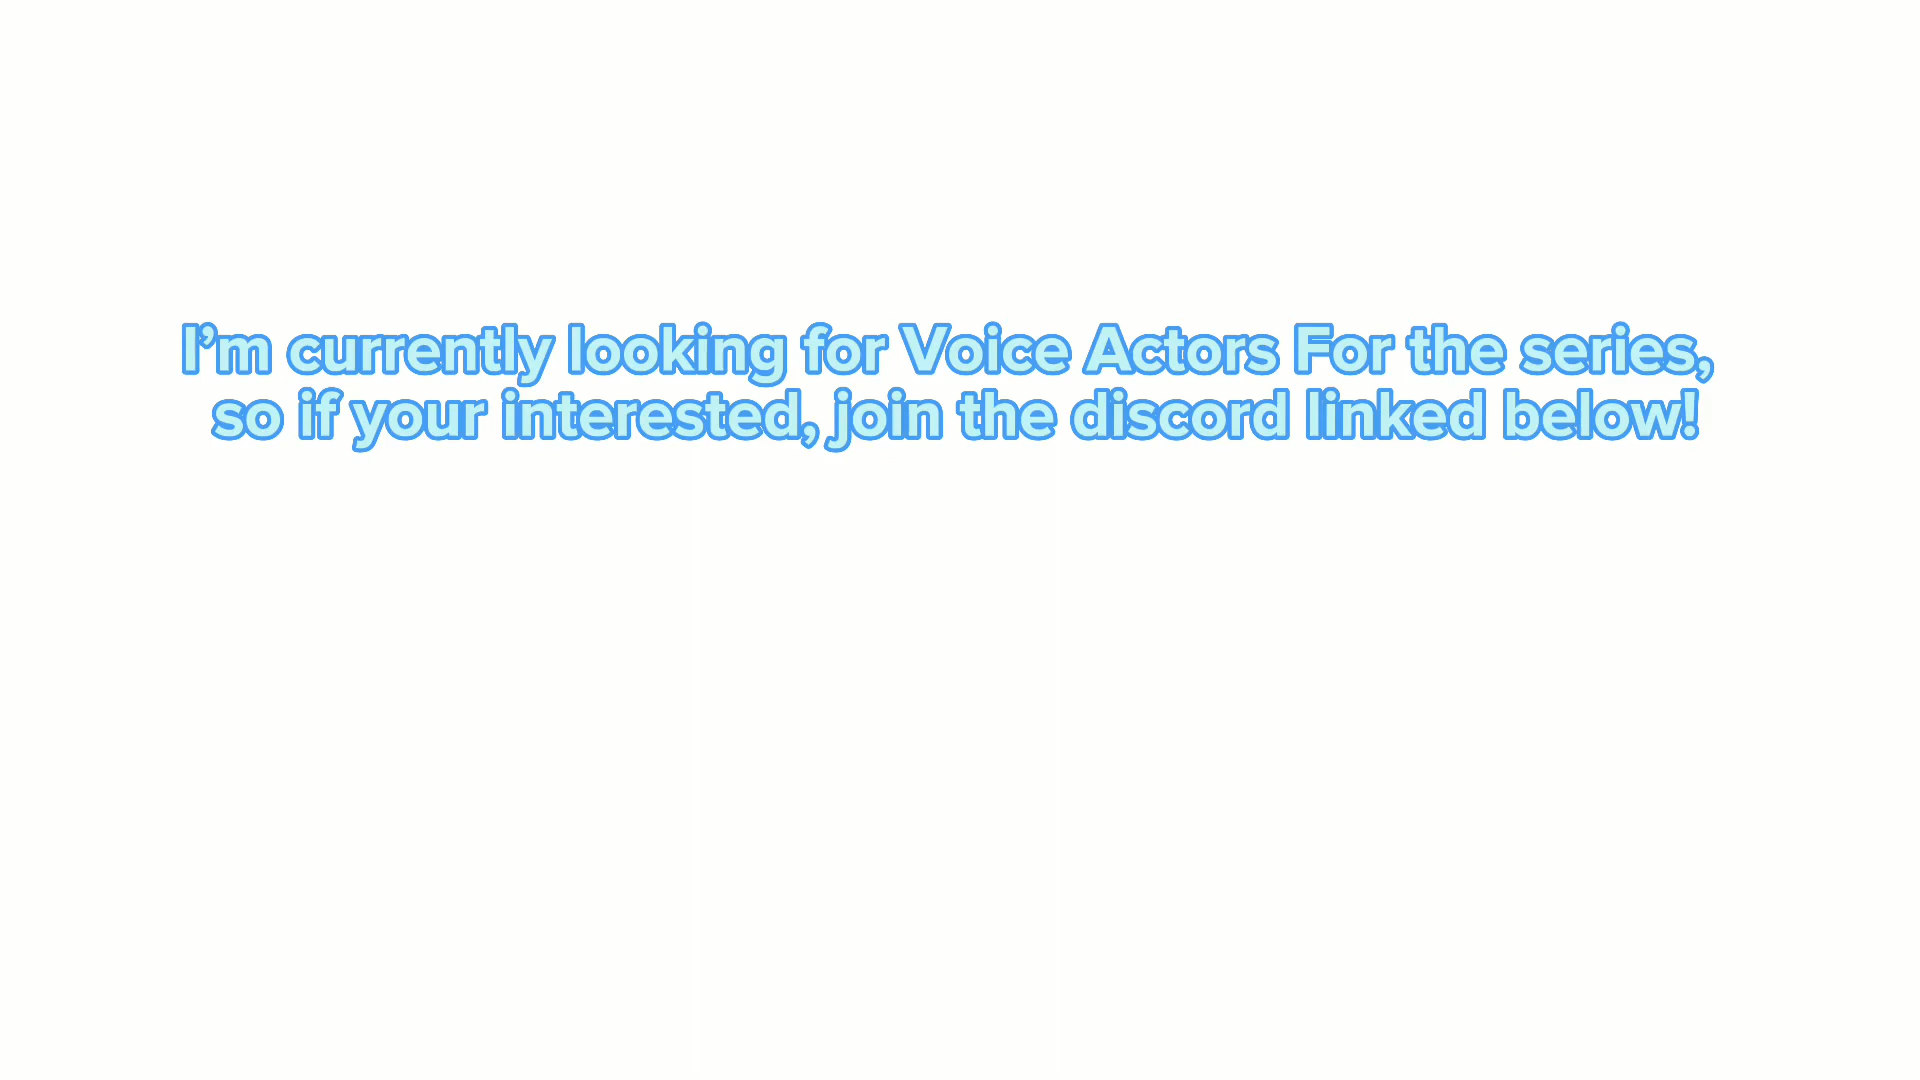 I'm currently looking for Voice Actors For the series,
so if your interested, join the discord linked below!